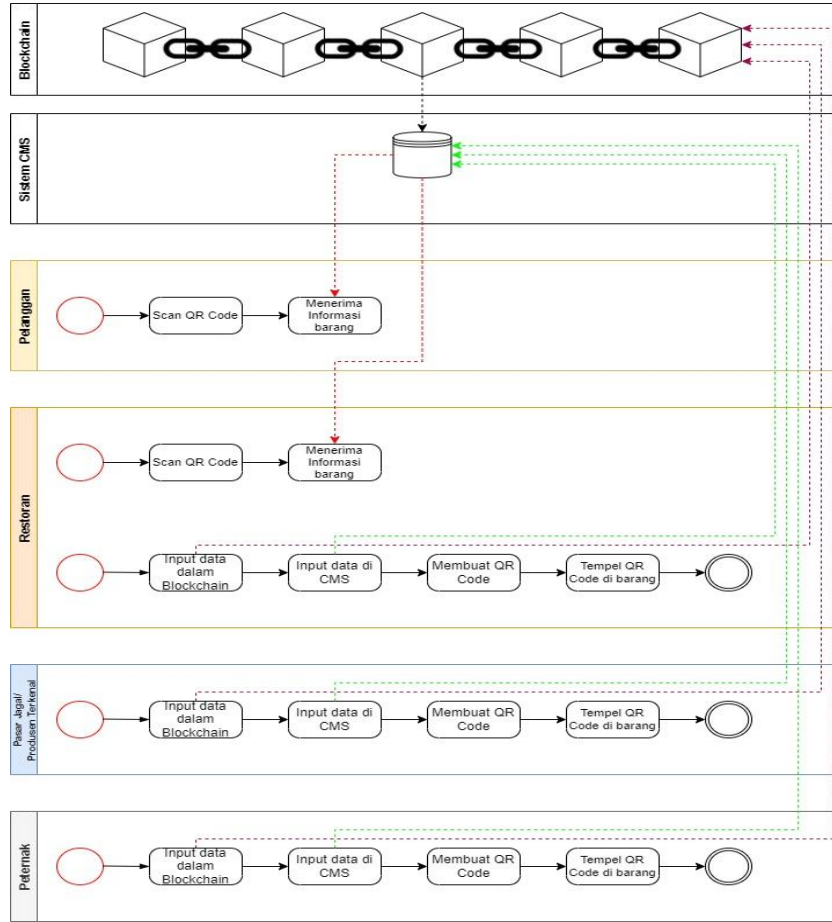 Blockchain
Sistem CMS
Pelanggan
Scan QR Code
Menerima
Informasi
barang
Restoran
Scan QR Code
Menerima
Informasi
barang
Input data
dalam
Blockchain
Input data di
CMS
Membuat QR
Code
Tempel QR
Code di barang
Pasar Jagal/
Produsen Terkenal
Input data
dalam
Blockchain
Input data di
CMS
Membuat QR
Code
Tempel QR
Code di barang
Peternak
Input data
dalam
Blockchain
Input data di
CMS
Membuat QR
Code
Tempel QR
Code di barang